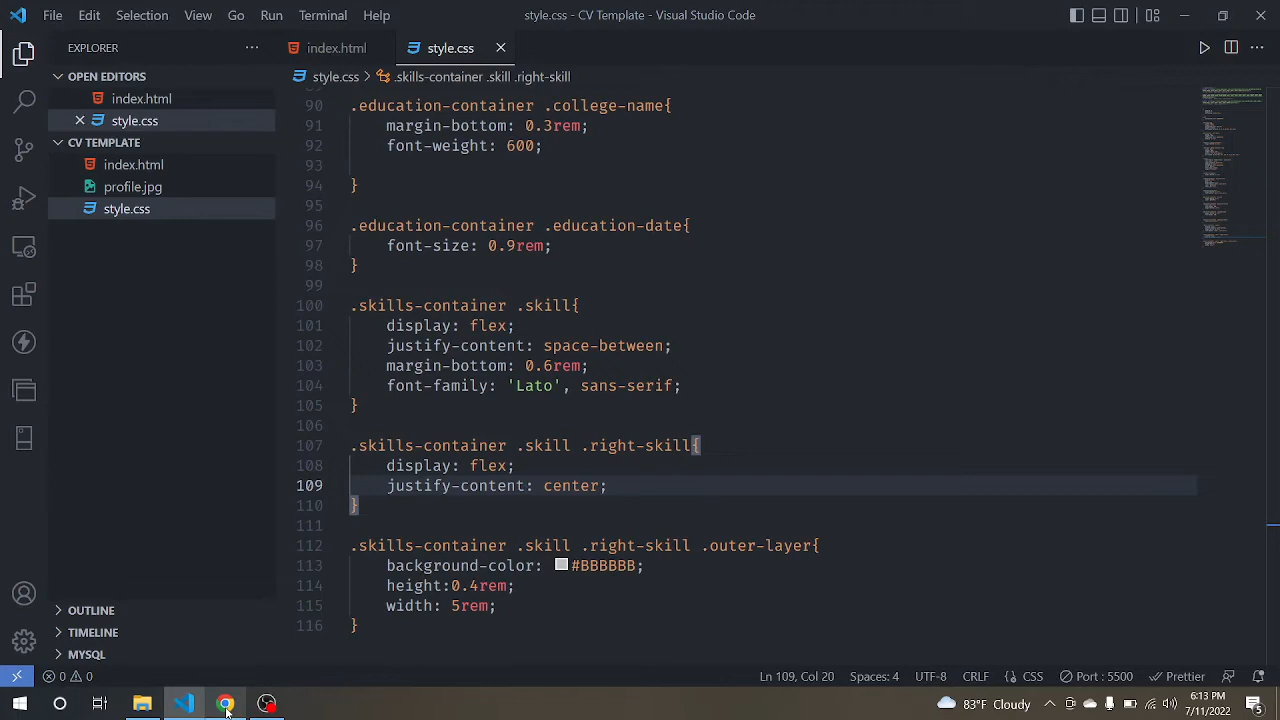 File Edit Selection View Go Run Terminal Help style.css - CV Template - Visual Studio Code
EXPLORER
index.html
style.css
OPEN EDITORS
index.html
style.css
CV TEMPLATE
index.html
profile.jpg
style.css
OUTLINE
TIMELINE
MYSQL
style.css > .skills-contaner .skill .right-skill
90 .education-container .college-name{
91 margin-bottom: 0.3rem;
92 font-weight: 600;
93
94 }
95
96 .education-container .education-date{
97 font-size: 0.9rem;
98 }
99
100 .skills-container .skill{
101 display: flex;
102 justify-content: space-between;
103 margin-bottom: 0.6rem;
104 font-family: 'Lato', sans-serif;
105 }
106
107 .skills-container .skill .right-skill{
108 display: flex;
109 justify-content: center;
110 }
111
112 .skills-container .skill .right-skill .outer-layer{
113 background-color: #BBBBBB;
114 height:0.4rem;
115 width: 5rem;
116 }
0 0 Ln 109, Col 20 Spaces: 4 UTF-8 CRLF CSS Port : 5500 Prettier
83°F Haze 6:13 PM
7/11/2022